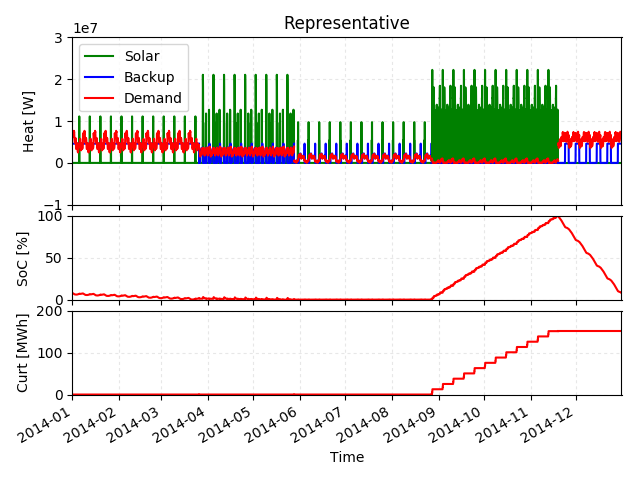 Representative
1e7
Heat [W]
3
2
1
0
−1
Solar
Backup
Demand
SoC [%]
100
50
0
Curt [MWh]
200
100
0
2014-01
2014-02
2014-03
2014-04
2014-05
2014-06
2014-07
2014-08
2014-09
2014-10
2014-11
2014-12
Time